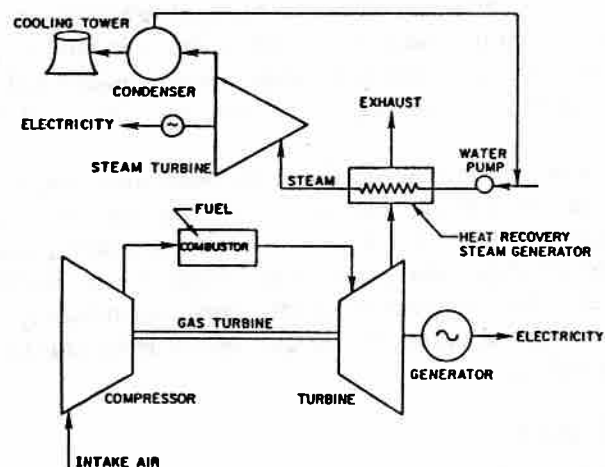 COOLING TOWER
CONDENSER
EXHAUST
ELECTRICITY
WATER
PUMP
STEAM TURBINE
STEAM
FUEL
COMBUSTOR
HEAT RECOVERY
STEAM GENERATOR
GAS TURBINE
ELECTRICITY
GENERATOR
COMPRESSOR
TURBINE
INTAKE AIR